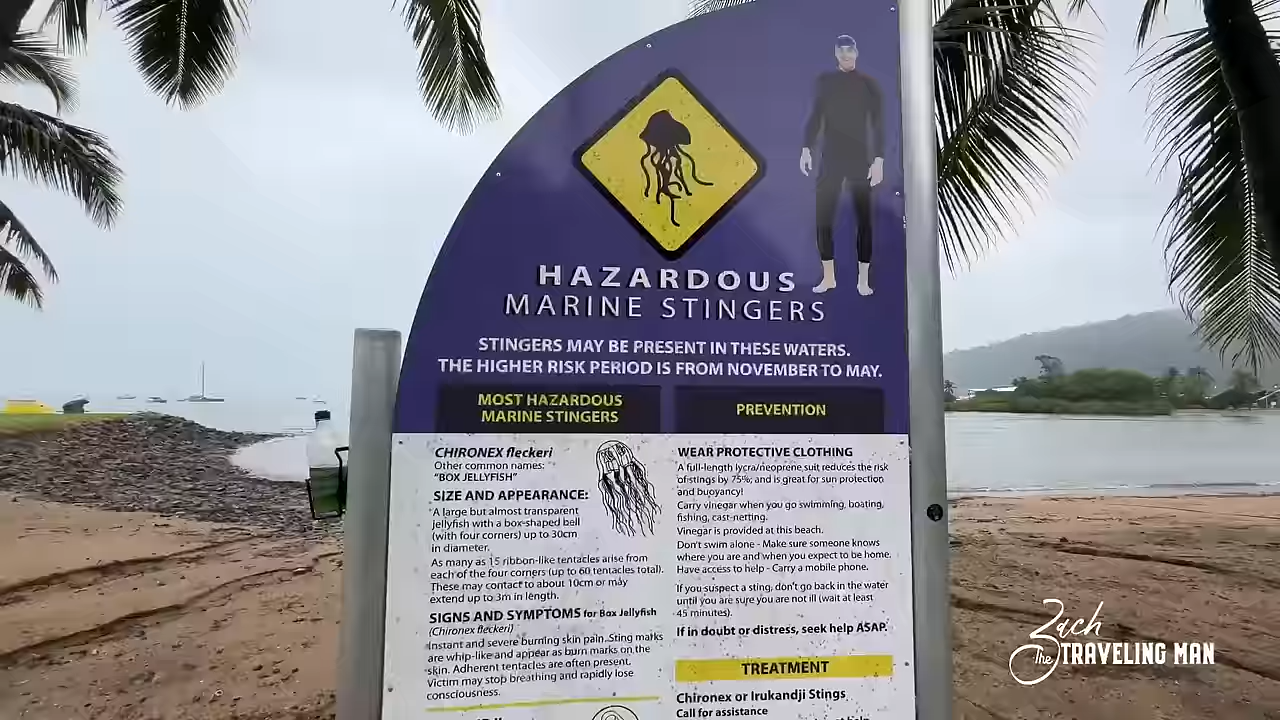 HAZARDOUS
MARINE STINGERS
STINGERS MAY BE PRESENT IN THESE WATERS.
THE HIGHER RISK PERIOD IS FROM NOVEMBER TO MAY.
MOST HAZARDOUS
MARINE STINGERS
CHIRONEX fleckeri
Other common names:
"BOX JELLYFISH"
SIZE AND APPEARANCE:
A large but almost transparent
jellyfish with a box-shaped bell
(with four corners) up to 30cm
in diameter.
As many as 15 ribbon-like tentacles arise from
each of the four corners (up to 60 tentacles total).
These may contact to about 10cm or may
extend up to 3m in length.
SIGNS AND SYMPTOMS for Box Jellyfish
(Chironex fleckeri)
Instant and severe burning skin pain. Sting marks
are whip-like and appear as burn marks on the
skin. Adherent tentacles are often present.
Victim may stop breathing and rapidly lose
consciousness.
PREVENTION
WEAR PROTECTIVE CLOTHING
A full-length lycra/neoprene suit reduces the risk
of stings by 75%; and is great for sun protection
and buoyancy!
Carry vinegar when you go swimming, boating,
fishing, cast-netting.
Vinegar is provided at this beach.
Don't swim alone - Make sure someone knows
where you are and when you expect to be home.
Have access to help - Carry a mobile phone.
If you suspect a sting, don't go back in the water
until you are sure you are not ill (wait at least
45 minutes).
If in doubt or distress, seek help ASAP.
TREATMENT
Chironex or Irukandji Stings
Call for assistance
Zach
The TRAVELING MAN